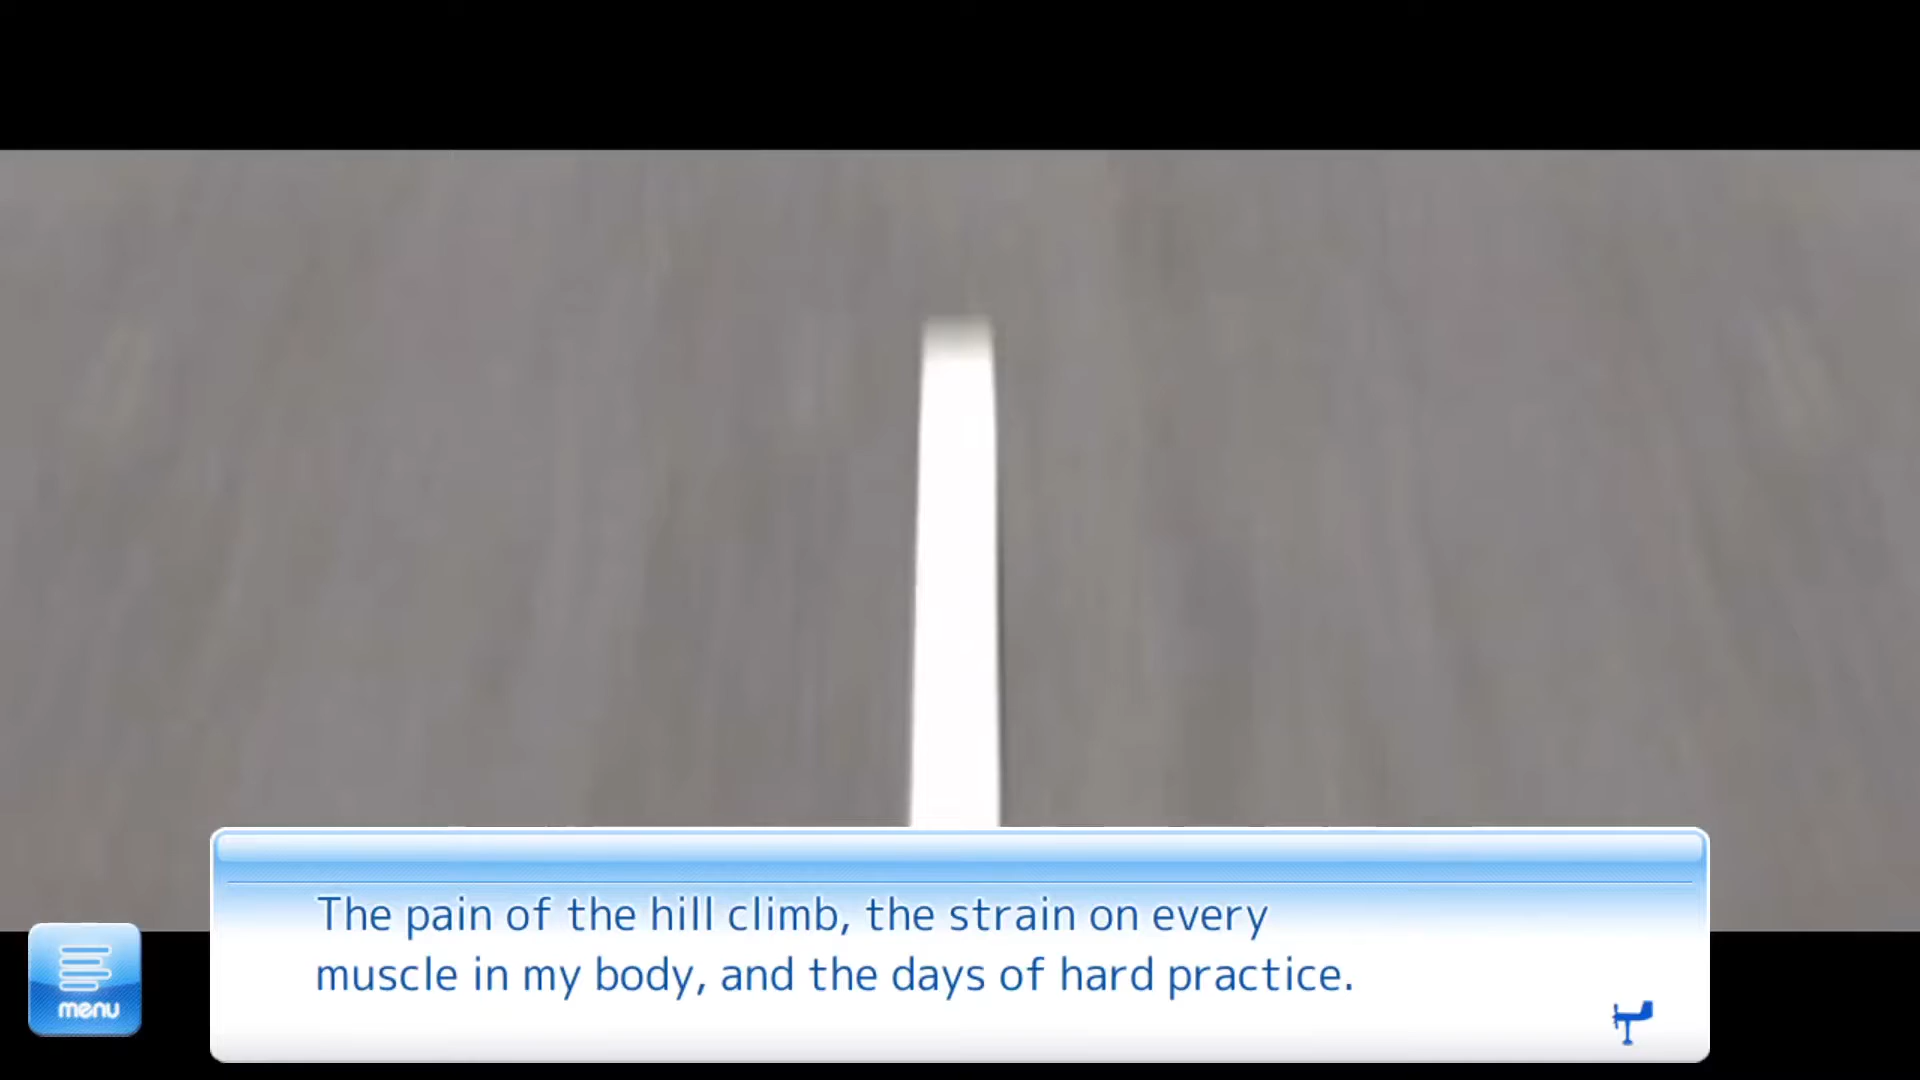 The pain of the hill climb, the strain on every
muscle in my body, and the days of hard practice.
menu